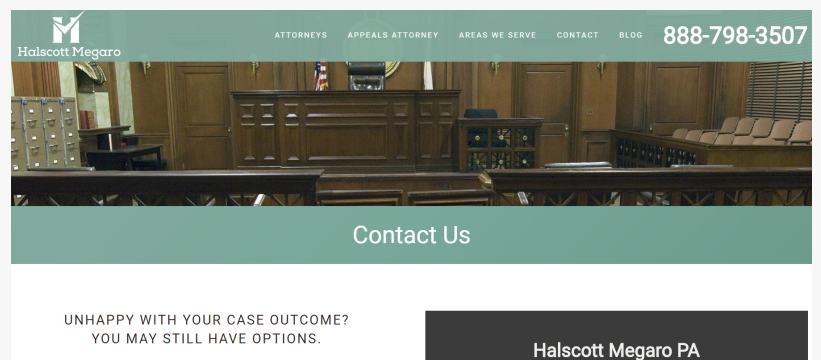 Halscott Megaro
ATTORNEYS APPEALS ATTORNEY AREAS WE SERVE CONTACT BLOG 888-798-3507
Contact Us
UNHAPPY WITH YOUR CASE OUTCOME?
YOU MAY STILL HAVE OPTIONS.
Halscott Megaro PA